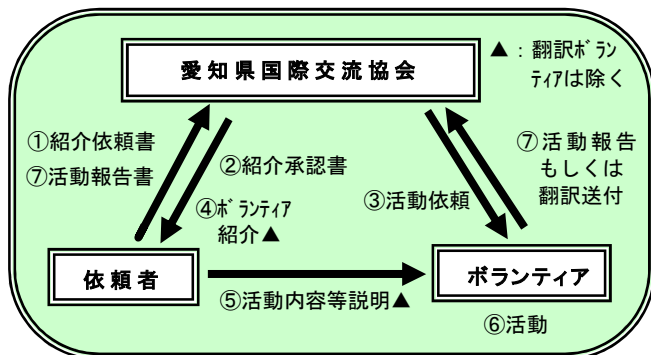 愛知県国際交流協会
▲：翻訳ﾎﾞﾗﾝ
ﾃｨｱは除く
①紹介依頼書
⑦活動報告書
②紹介承認書
④ﾎﾞﾗﾝﾃｨｱ
紹介▲
③活動依頼
⑦活動報告
もしくは
翻訳送付
依頼者
ボランティア
⑤活動内容等説明▲
⑥活動